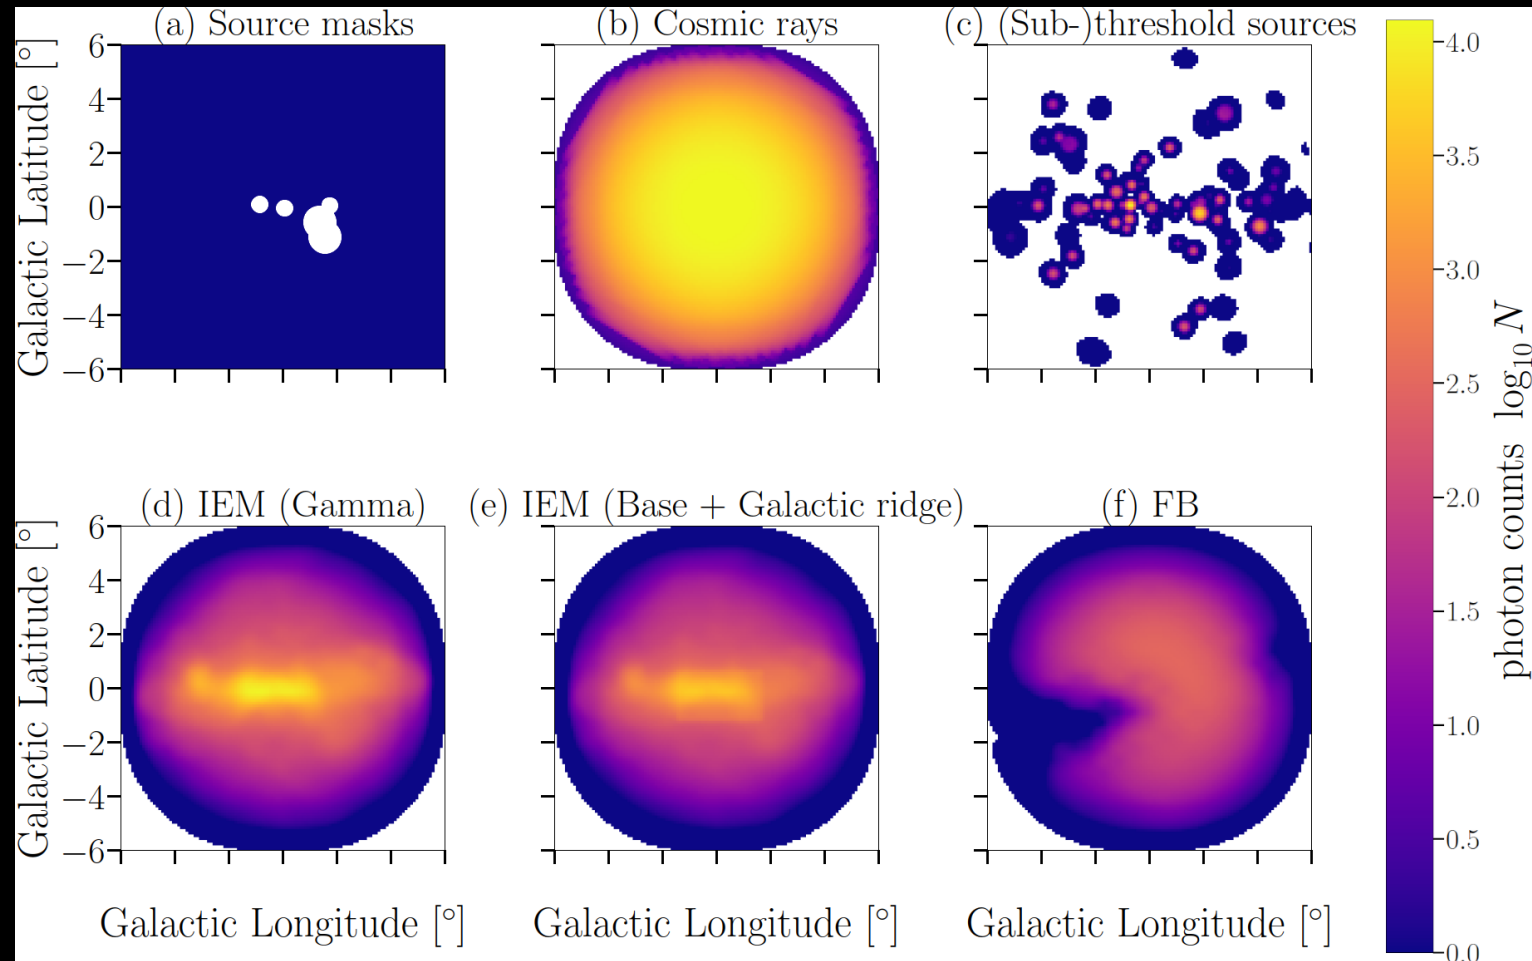 (a) Source masks
(b) Cosmic rays
(c) (Sub-)threshold sources
Galactic Latitude [°]
6
4
2
0
−2
−4
−6
(d) IEM (Gamma)
(e) IEM (Base + Galactic ridge)
(f) FB
Galactic Latitude [°]
6
4
2
0
−2
−4
−6
Galactic Longitude [°]
Galactic Longitude [°]
Galactic Longitude [°]
4.0
3.5
3.0
2.5
2.0
1.5
1.0
0.5
0.0
photon counts log₁₀ N